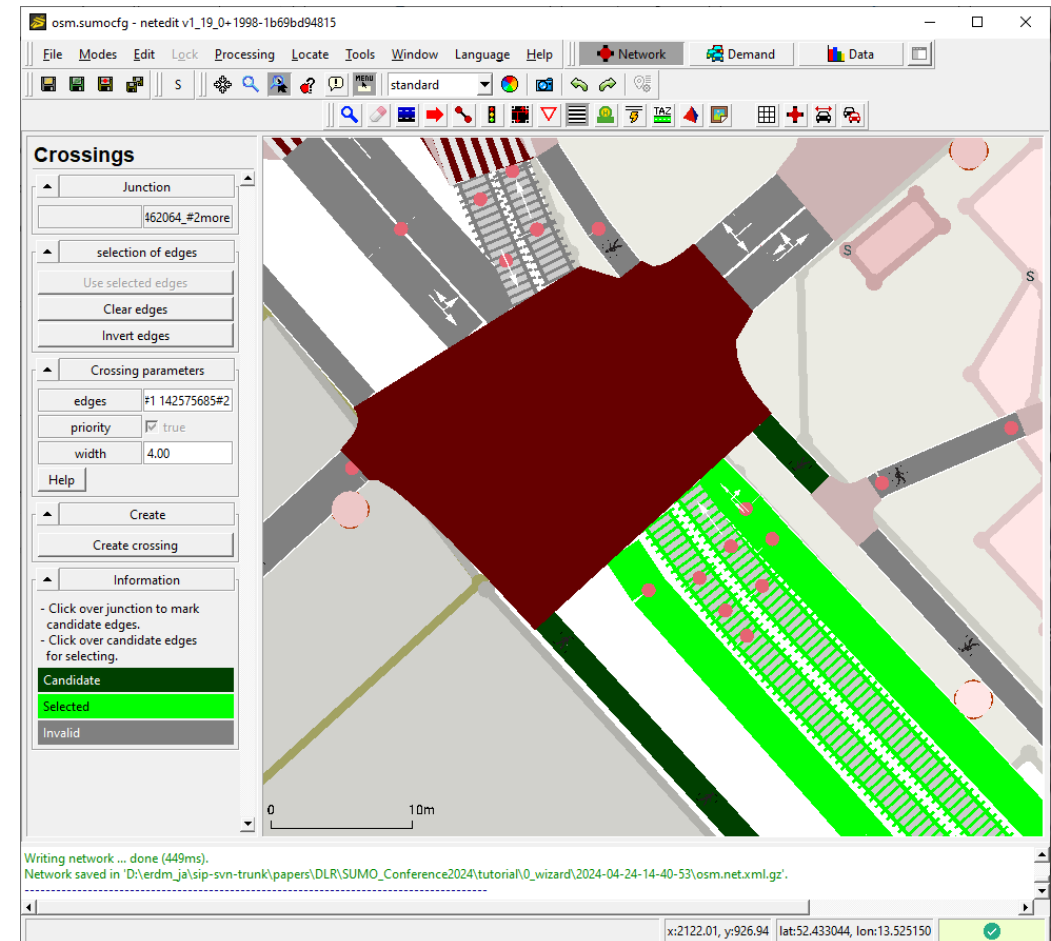 osm.sumocfg - netedit v1_19_0+1998-1b69bd94815
File Modes Edit Lock Processing Locate Tools Window Language Help Network Demand Data
S MENU standard
TAZ
Crossings
Junction
462064_#2more
selection of edges
Use selected edges
Clear edges
Invert edges
Crossing parameters
edges #1 142575685#2
priority true
width 4.00
Help
Create
Create crossing
Information
- Click over junction to mark
candidate edges.
- Click over candidate edges
for selecting.
Candidate
Selected
Invalid
S
S
0 10m
Writing network ... done (449ms).
Network saved in 'D:\erdm_ja\sip-svn-trunk\papers\DLR\SUMO_Conference2024\tutorial\0_wizard\2024-04-24-14-40-53\osm.net.xml.gz'.
x:2122.01, y:926.94 lat:52.433044, lon:13.525150